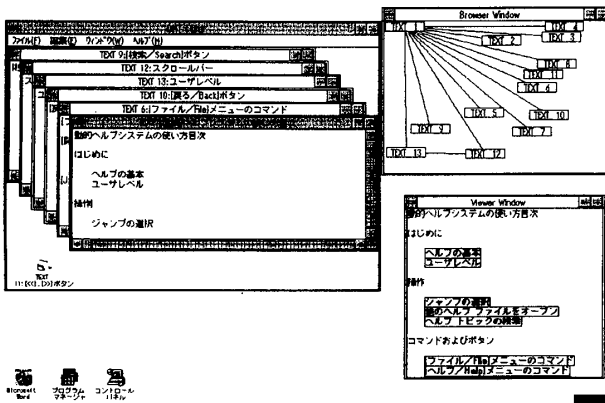 ファイル(F) 編集(E) ウィンドウ(W) ヘルプ(H)
TEXT 9:[検索／Search]ボタン
TEXT 12:スクロールバー
TEXT 13:ユーザレベル
TEXT 10:[戻る／Back]ボタン
TEXT 6:[ファイル／File]メニューのコマンド
動的ヘルプシステムの使い方目次
はじめに
ヘルプの基本
ユーザレベル
操作
ジャンプの選択
TEXT
11:[<<],[>>]ボタン
Microsoft
Word
プログラム
マネージャ
コントロール
パネル
Browser Window
TEXT 1
TEXT 4
TEXT 3
TEXT 2
TEXT 8
TEXT 11
TEXT 6
TEXT 5
TEXT 10
TEXT 9
TEXT 7
TEXT 13
TEXT 12
Viewer Window
動的ヘルプシステムの使い方目次
はじめに
ヘルプの基本
ユーザレベル
操作
ジャンプの選択
別のヘルプ ファイルをオープン
ヘルプ トピックの検索
コマンドおよびボタン
[ファイル／File]メニューのコマンド
[ヘルプ／Help]メニューのコマンド